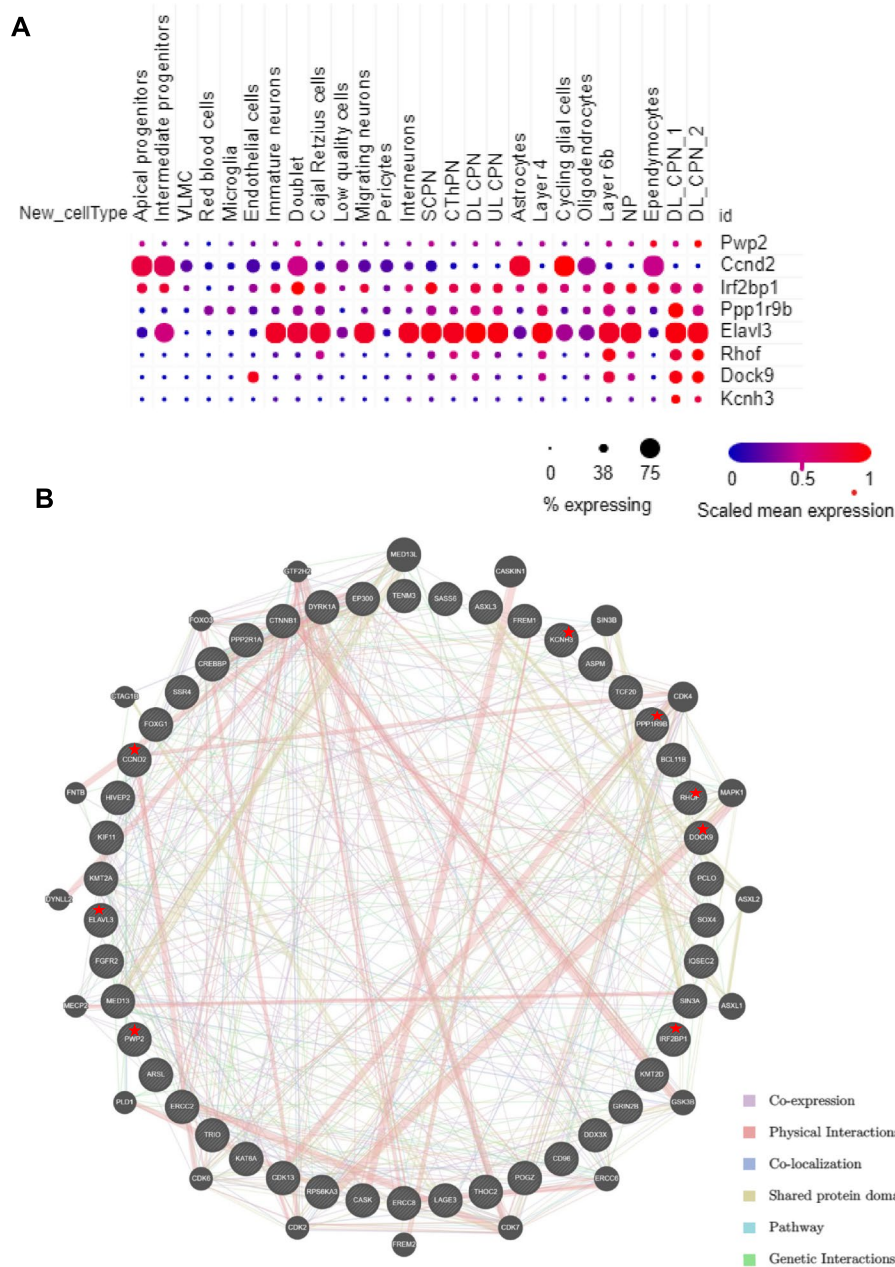 A
Apical progenitors
Intermediate progenitors
VLMC
Red blood cells
Microglia
Endothelial cells
Immature neurons
Doublet
Cajal Retzius cells
Low quality cells
Migrating neurons
Pericytes
Interneurons
SCPN
CThPN
DL CPN
UL CPN
Astrocytes
Layer 4
Cycling glial cells
Oligodendrocytes
Layer 6b
NP
Ependymocytes
DL_CPN_1
DL_CPN_2
New_cellType
id
Pwp2
Ccnd2
Irf2bp1
Ppp1r9b
Elavl3
Rhof
Dock9
Kcnh3
0 38 75
% expressing
0 0.5 1
Scaled mean expression
B
MED13L
GTF2H2
CASKIN1
EP300
TENM3
SASS6
DYRK1A
ASXL3
FOXO3
CTNNB1
FREM1
SIN3B
PPP2R1A
KCNH3
CREBBP
ASPM
SSR4
TCF20
STAG1B
CDK4
FOXG1
PPP1R9B
CCND2
BCL11B
FNTB
HIVEP2
RHOF
MAPK1
KIF11
DOCK9
KMT2A
PCLO
DYNLL2
ASXL2
ELAVL3
SOX4
FGFR2
IQSEC2
MECP2
MED13
SIN3A
ASXL1
PWP2
IRF2BP1
ARSL
KMT2D
PLD1
ERCC2
GRIN2B
GSK3B
TRIO
DDX3X
KAT6A
CD96
CDK6
CDK13
POGZ
ERCC6
RPS6KA3
THOC2
CASK
ERCC8
LAGE3
CDK2
CDK7
FREM2
Co-expression
Physical Interactions
Co-localization
Shared protein doma
Pathway
Genetic Interactions